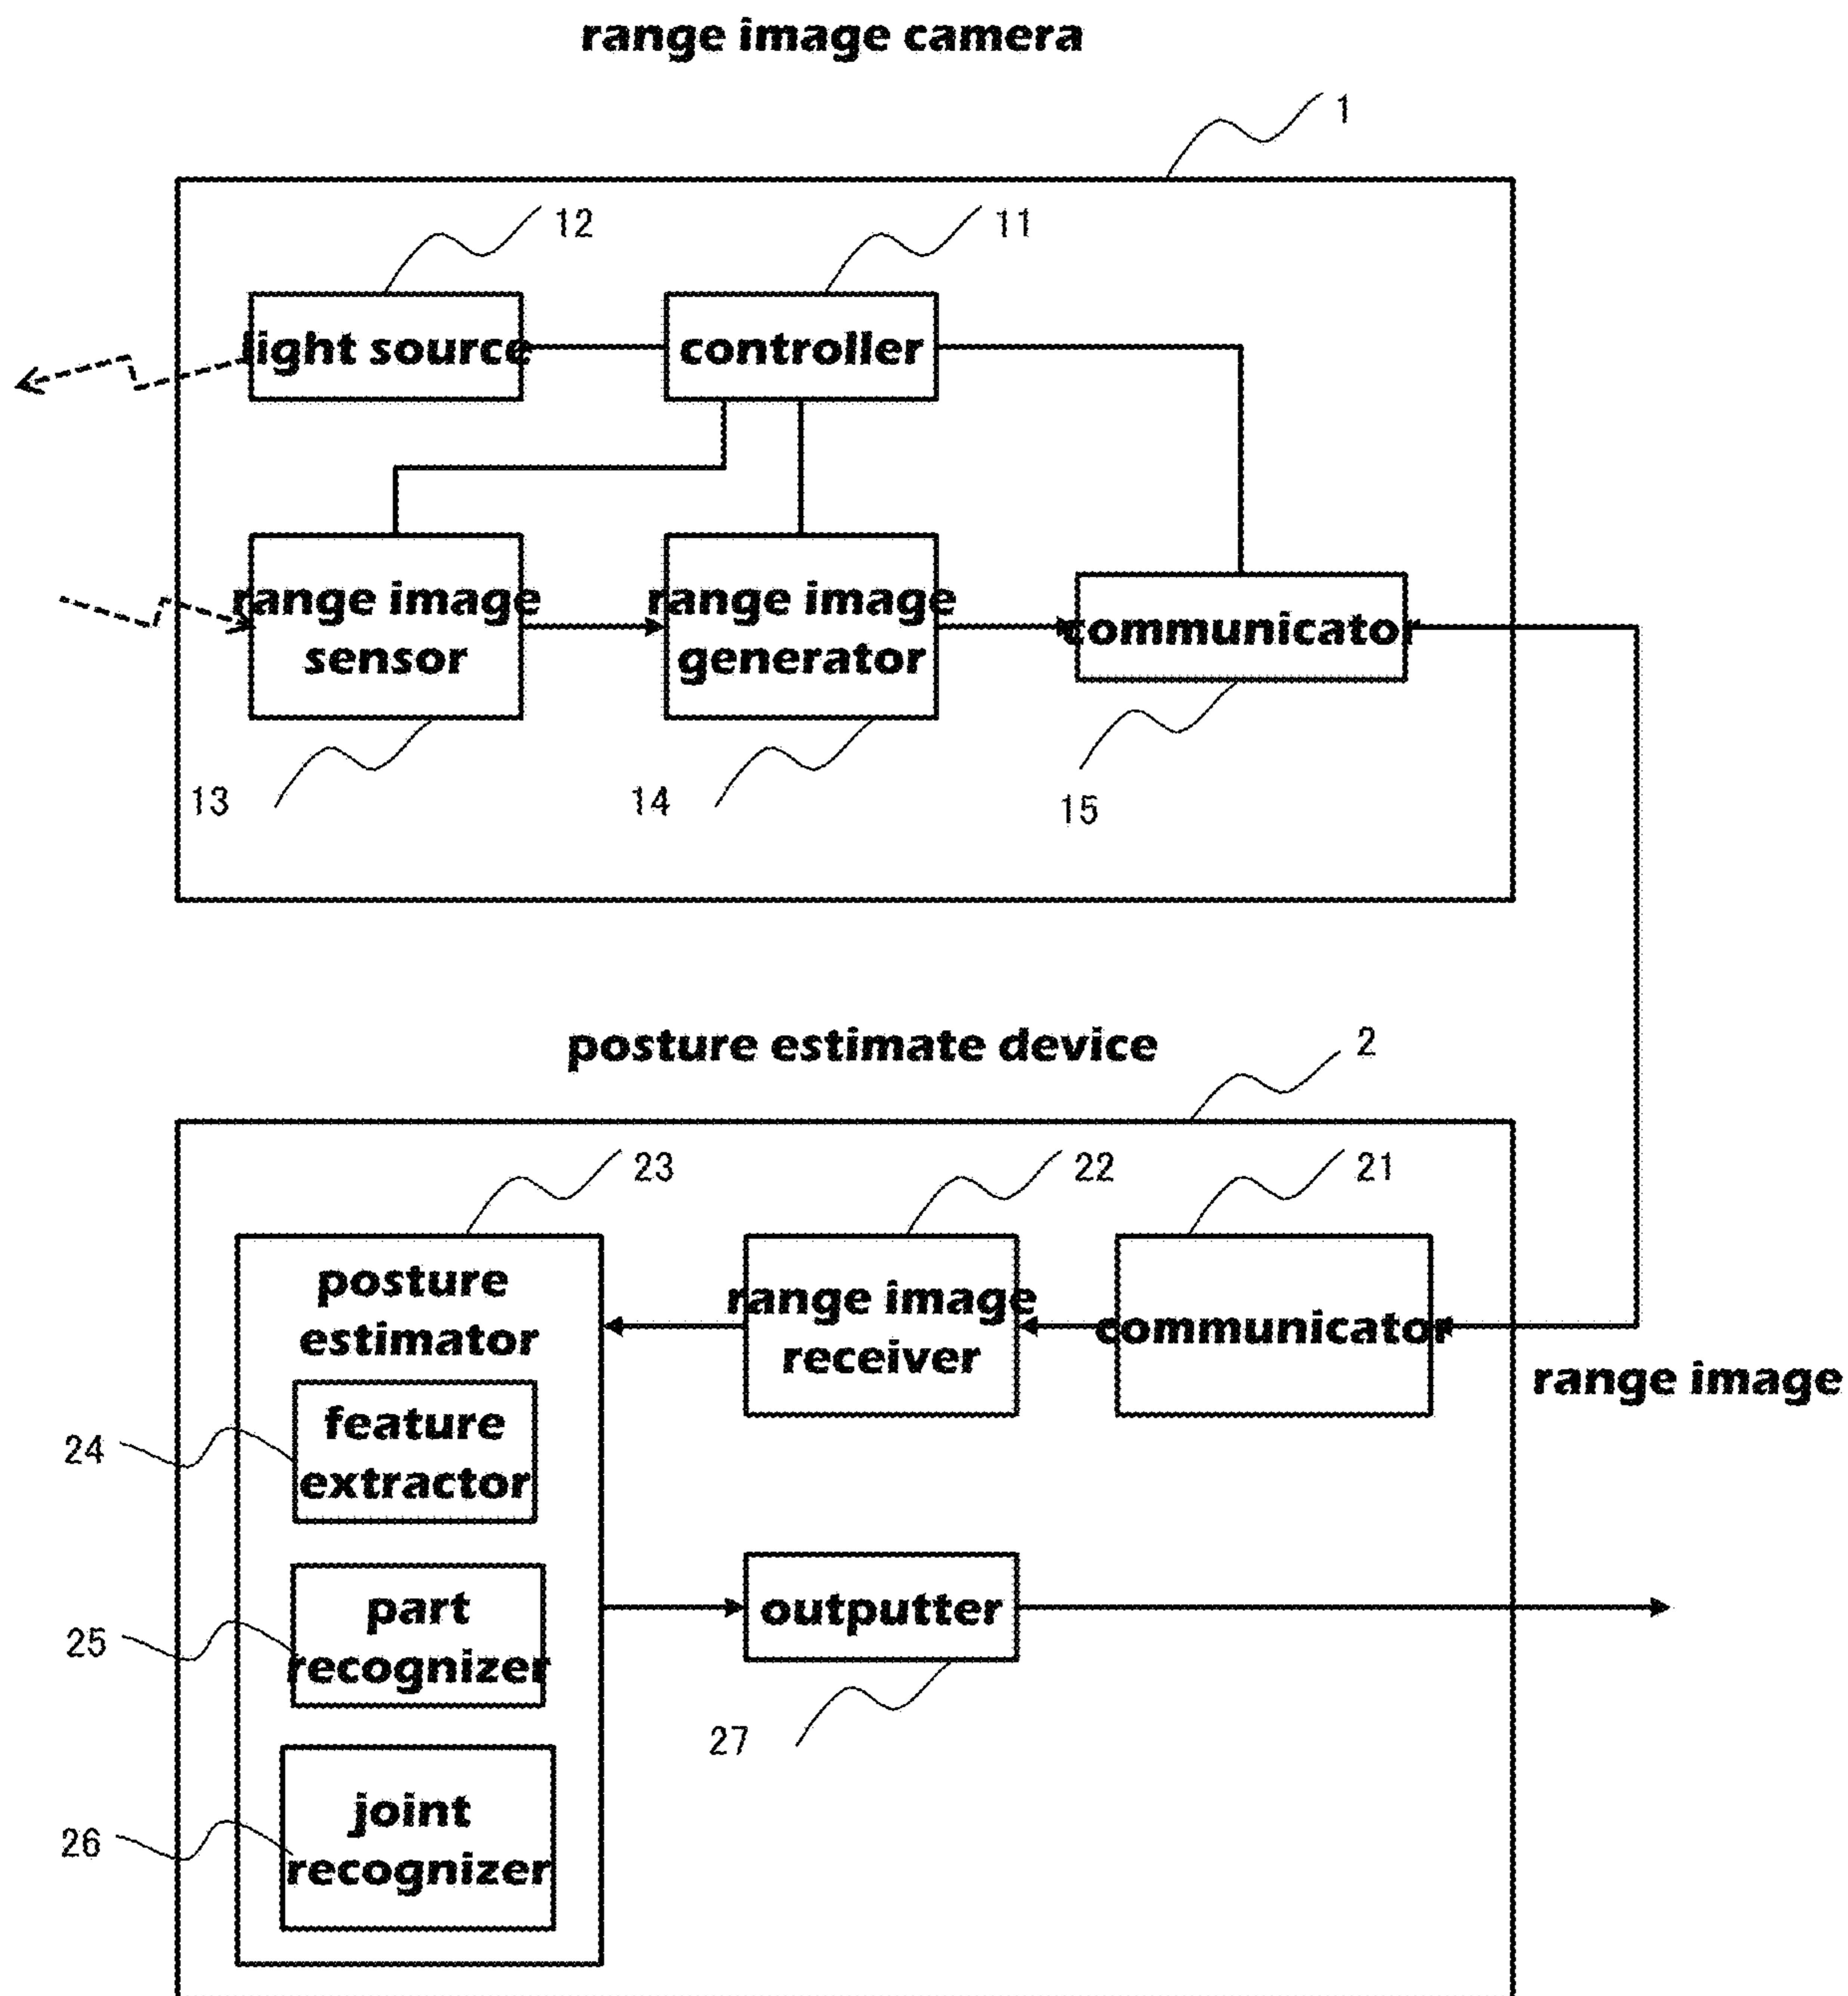 range image camera
1
12
11
light source
controller
range image
sensor
range image
generator
communicator
13
14
15
posture estimate device
2
23
22
21
posture
estimator
range image
receiver
communicator
range image
feature
extractor
24
part
recognizer
25
outputter
27
joint
recognizer
26